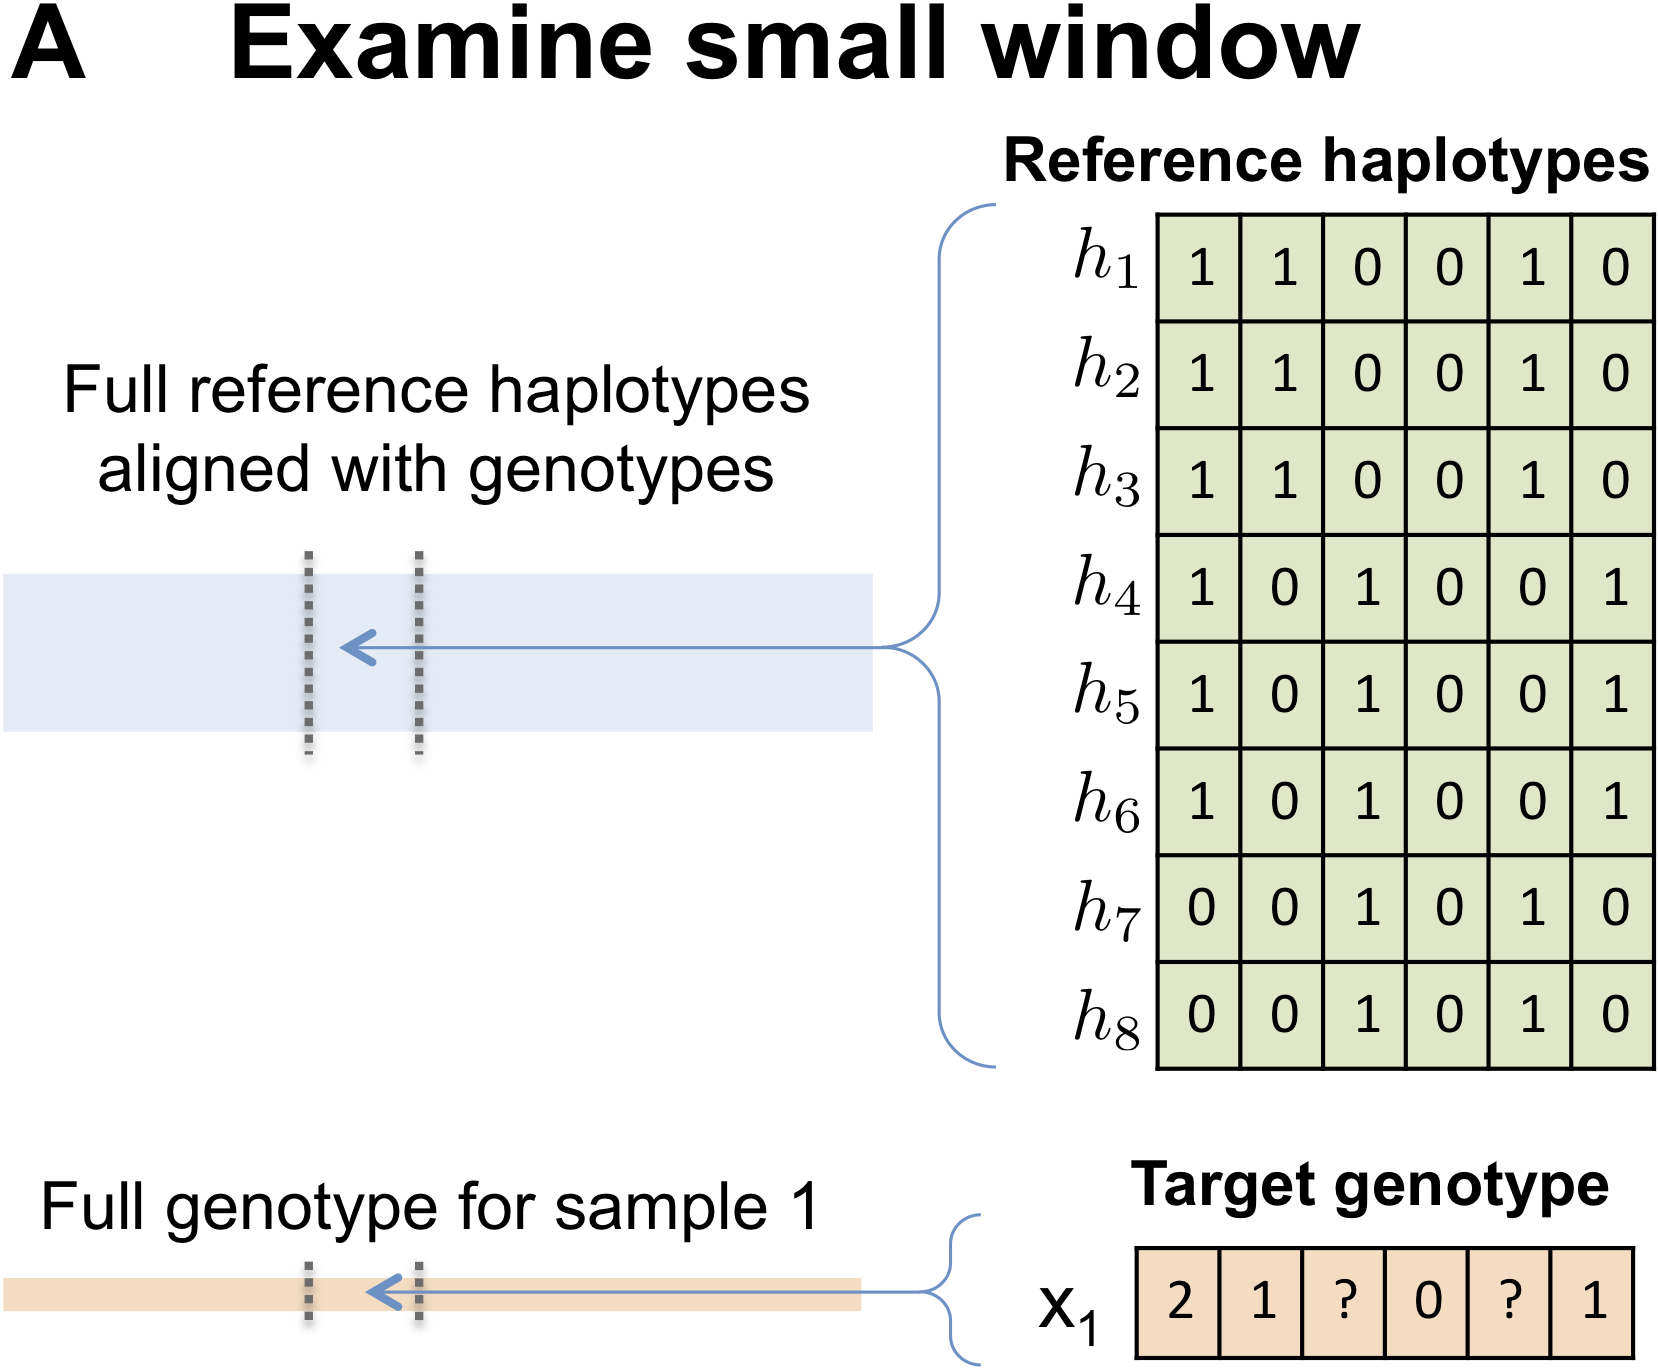 A Examine small window
Reference haplotypes
h1 1 1 0 0 1 0
h2 1 1 0 0 1 0
h3 1 1 0 0 1 0
h4 1 0 1 0 0 1
h5 1 0 1 0 0 1
h6 1 0 1 0 0 1
h7 0 0 1 0 1 0
h8 0 0 1 0 1 0
Full reference haplotypes
aligned with genotypes
Full genotype for sample 1
Target genotype
x1 2 1 ? 0 ? 1